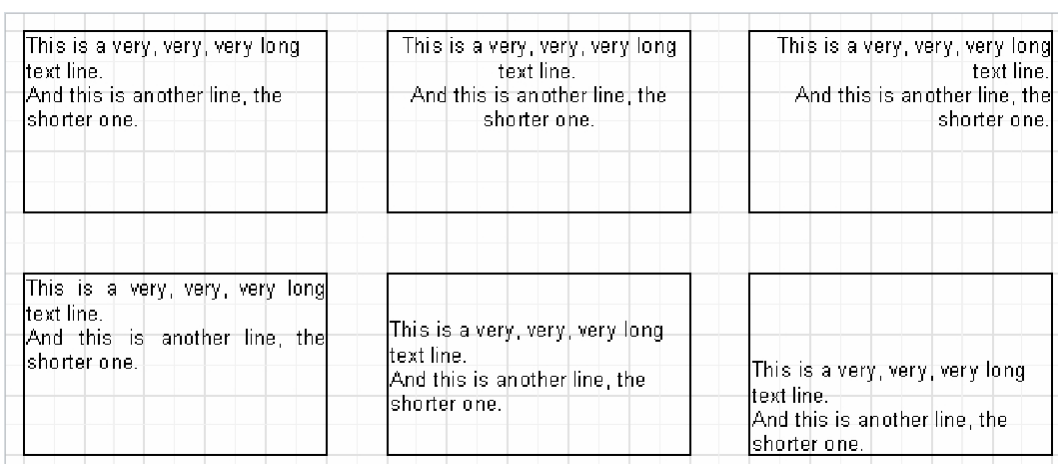 This is a very, very, very long
text line.
And this is another line, the
shorter one.
This is a very, very, very long
text line.
And this is another line, the
shorter one.
This is a very, very, very long
text line.
And this is another line, the
shorter one.
This is a very, very, very long
text line.
And this is another line, the
shorter one.
This is a very, very, very long
text line.
And this is another line, the
shorter one.
This is a very, very, very long
text line.
And this is another line, the
shorter one.